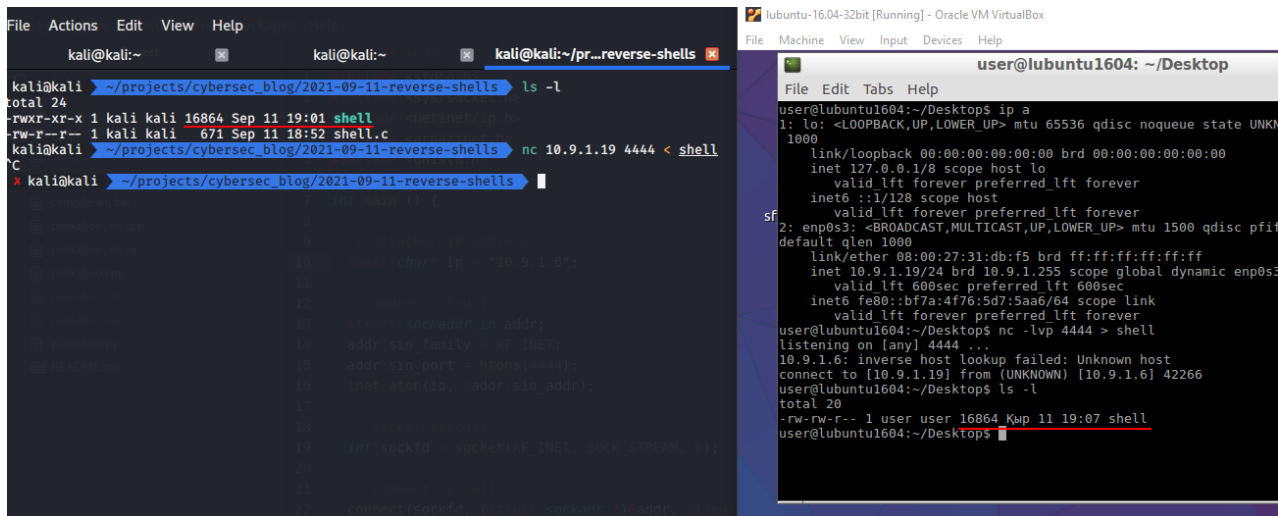 File Actions Edit View Help
kali@kali:~ kali@kali:~ kali@kali:~/pr...reverse-shells
kali@kali ~/projects/cybersec_blog/2021-09-11-reverse-shells ls -l
total 24
-rwxr-xr-x 1 kali kali 16864 Sep 11 19:01 shell
-rw-r--r-- 1 kali kali 671 Sep 11 18:52 shell.c
kali@kali ~/projects/cybersec_blog/2021-09-11-reverse-shells nc 10.9.1.19 4444 < shell
^C
✗ kali@kali ~/projects/cybersec_blog/2021-09-11-reverse-shells
lubuntu-16.04-32bit [Running] - Oracle VM VirtualBox
File Machine View Input Devices Help
sf
user@lubuntu1604: ~/Desktop
File Edit Tabs Help
user@lubuntu1604:~/Desktop$ ip a
1: lo: <LOOPBACK,UP,LOWER_UP> mtu 65536 qdisc noqueue state UNKN
1000
link/loopback 00:00:00:00:00:00 brd 00:00:00:00:00:00
inet 127.0.0.1/8 scope host lo
valid_lft forever preferred_lft forever
inet6 ::1/128 scope host
valid_lft forever preferred_lft forever
2: enp0s3: <BROADCAST,MULTICAST,UP,LOWER_UP> mtu 1500 qdisc pfif
default qlen 1000
link/ether 08:00:27:31:db:f5 brd ff:ff:ff:ff:ff:ff
inet 10.9.1.19/24 brd 10.9.1.255 scope global dynamic enp0s3
valid_lft 600sec preferred_lft 600sec
inet6 fe80::bf7a:4f76:5d7:5aa6/64 scope link
valid_lft forever preferred_lft forever
user@lubuntu1604:~/Desktop$ nc -lvp 4444 > shell
listening on [any] 4444 ...
10.9.1.6: inverse host lookup failed: Unknown host
connect to [10.9.1.19] from (UNKNOWN) [10.9.1.6] 42266
user@lubuntu1604:~/Desktop$ ls -l
total 20
-rw-rw-r-- 1 user user 16864 Қыр 11 19:07 shell
user@lubuntu1604:~/Desktop$